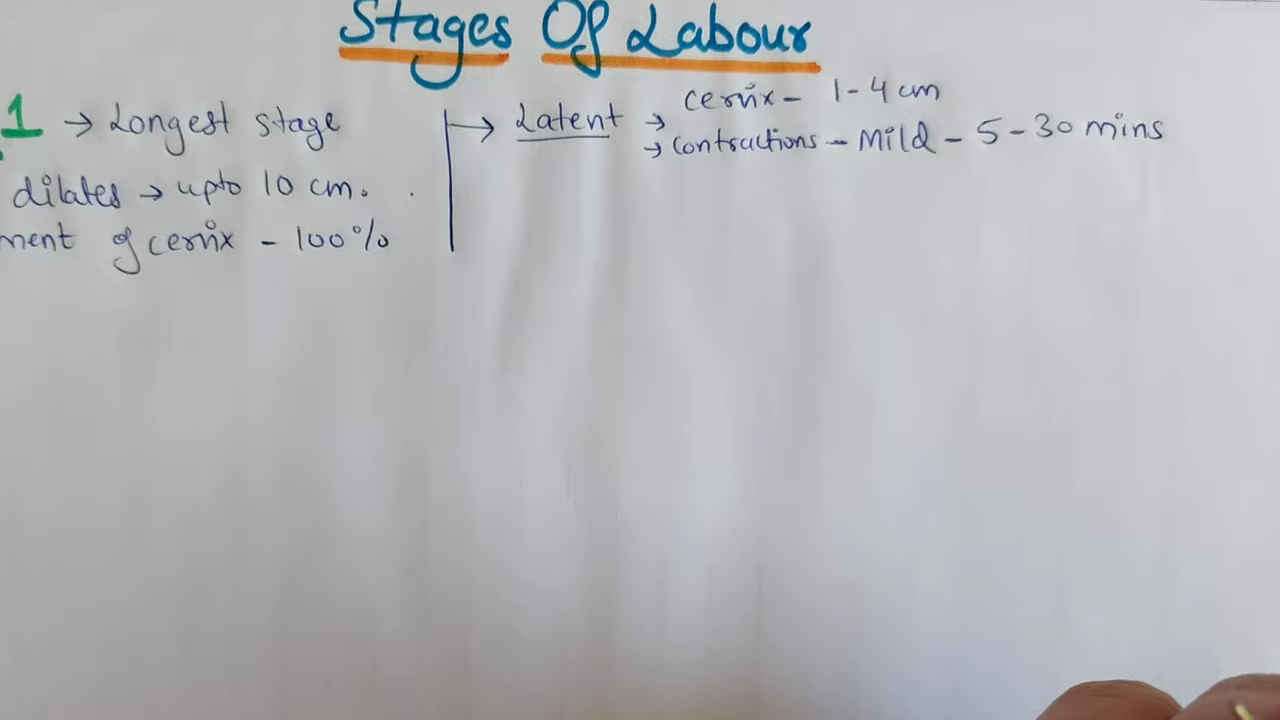 Stages Of Labour
1 → Longest stage
dilates → upto 10 cm.
ment of cervix - 100%
→ Latent
→ cervix - 1-4 cm
→ contractions - Mild - 5-30 mins